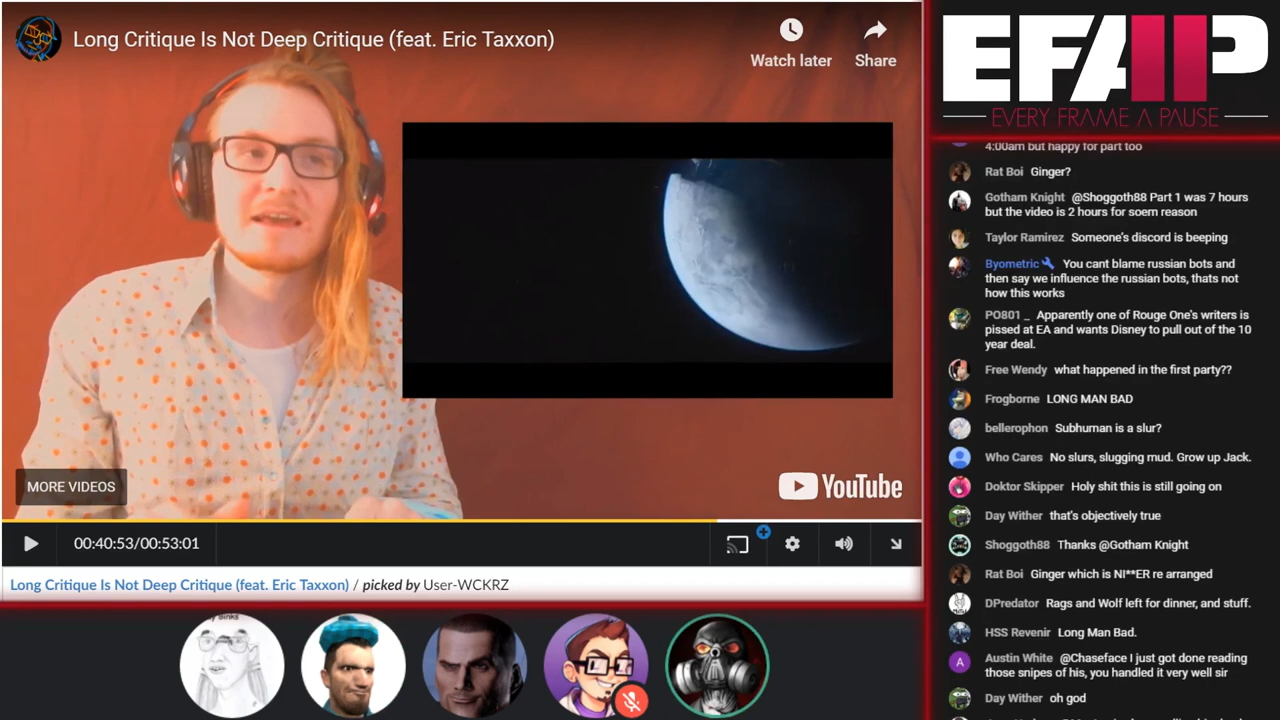 Long Critique Is Not Deep Critique (feat. Eric Taxxon)
Watch later
Share
MORE VIDEOS
YouTube
00:40:53/00:53:01
Long Critique Is Not Deep Critique (feat. Eric Taxxon) / picked by User-WCKRZ
EFAP
EVERY FRAME A PAUSE
4:00am but happy for part too
Rat Boi Ginger?
Gotham Knight @Shoggoth88 Part 1 was 7 hours
but the video is 2 hours for soem reason
Taylor Ramirez Someone's discord is beeping
Byometric You cant blame russian bots and
then say we influence the russian bots, thats not
how this works
PO801 _ Apparently one of Rouge One's writers is
pissed at EA and wants Disney to pull out of the 10
year deal.
Free Wendy what happened in the first party??
Frogborne LONG MAN BAD
bellerophon Subhuman is a slur?
Who Cares No slurs, slugging mud. Grow up Jack.
Doktor Skipper Holy shit this is still going on
Day Wither that's objectively true
Shoggoth88 Thanks @Gotham Knight
Rat Boi Ginger which is NI**ER re arranged
DPredator Rags and Wolf left for dinner, and stuff.
HSS Revenir Long Man Bad.
A
Austin White @Chaseface I just got done reading
those snipes of his, you handled it very well sir
Day Wither oh god